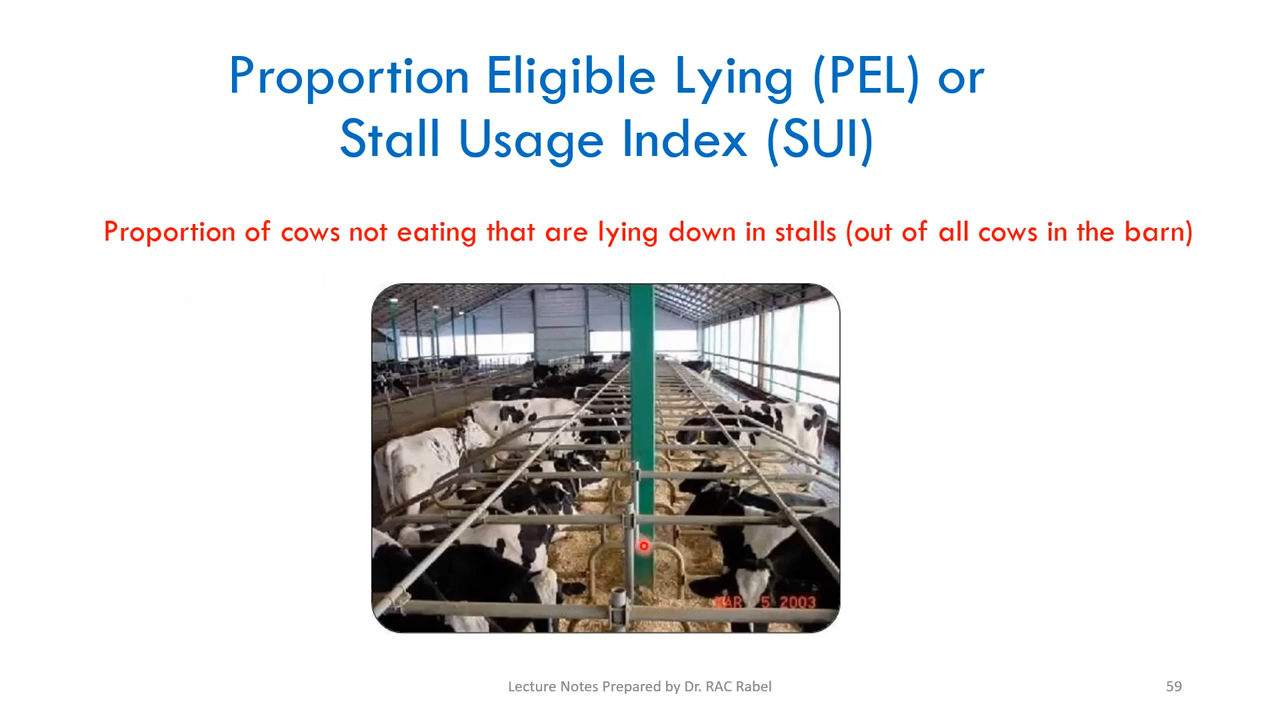 Proportion Eligible Lying (PEL) or
Stall Usage Index (SUI)
Proportion of cows not eating that are lying down in stalls (out of all cows in the barn)
MAR 5 2003
Lecture Notes Prepared by Dr. RAC Rabel
59